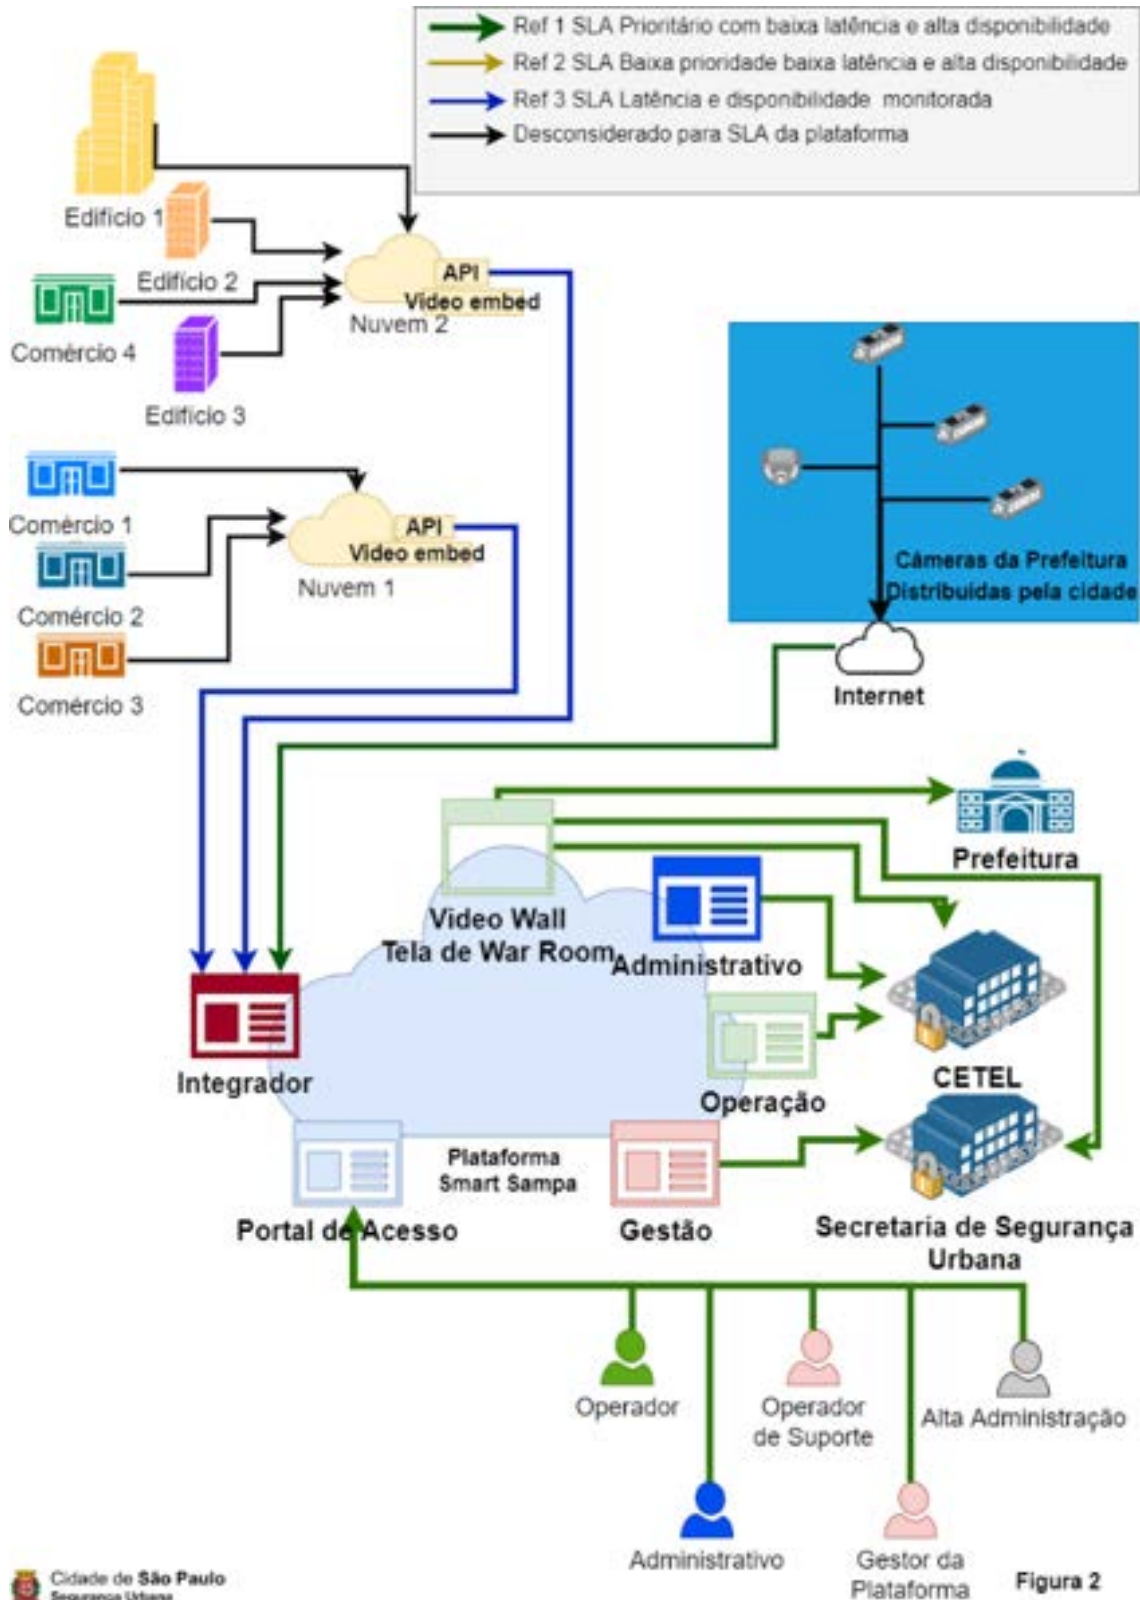 Ref 1 SLA Prioritário com baixa latência e alta disponibilidade
Ref 2 SLA Baixa prioridade baixa latência e alta disponibilidade
Ref 3 SLA Latência e disponibilidade monitorada
Desconsiderado para SLA da plataforma
Edifício 1
Edifício 2
Comércio 4
Edifício 3
API
Video embed
Nuvem 2
Comércio 1
Comércio 2
Comércio 3
API
Video embed
Nuvem 1
Câmeras da Prefeitura
Distribuídas pela cidade
Internet
Prefeitura
Video Wall
Tela de War Room
Administrativo
Integrador
Operação
CETEL
Plataforma
Smart Sampa
Portal de Acesso
Gestão
Secretaria de Segurança
Urbana
Operador
Operador
de Suporte
Alta Administração
Administrativo
Gestor da
Plataforma
Cidade de São Paulo
Segurança Urbana
Figura 2